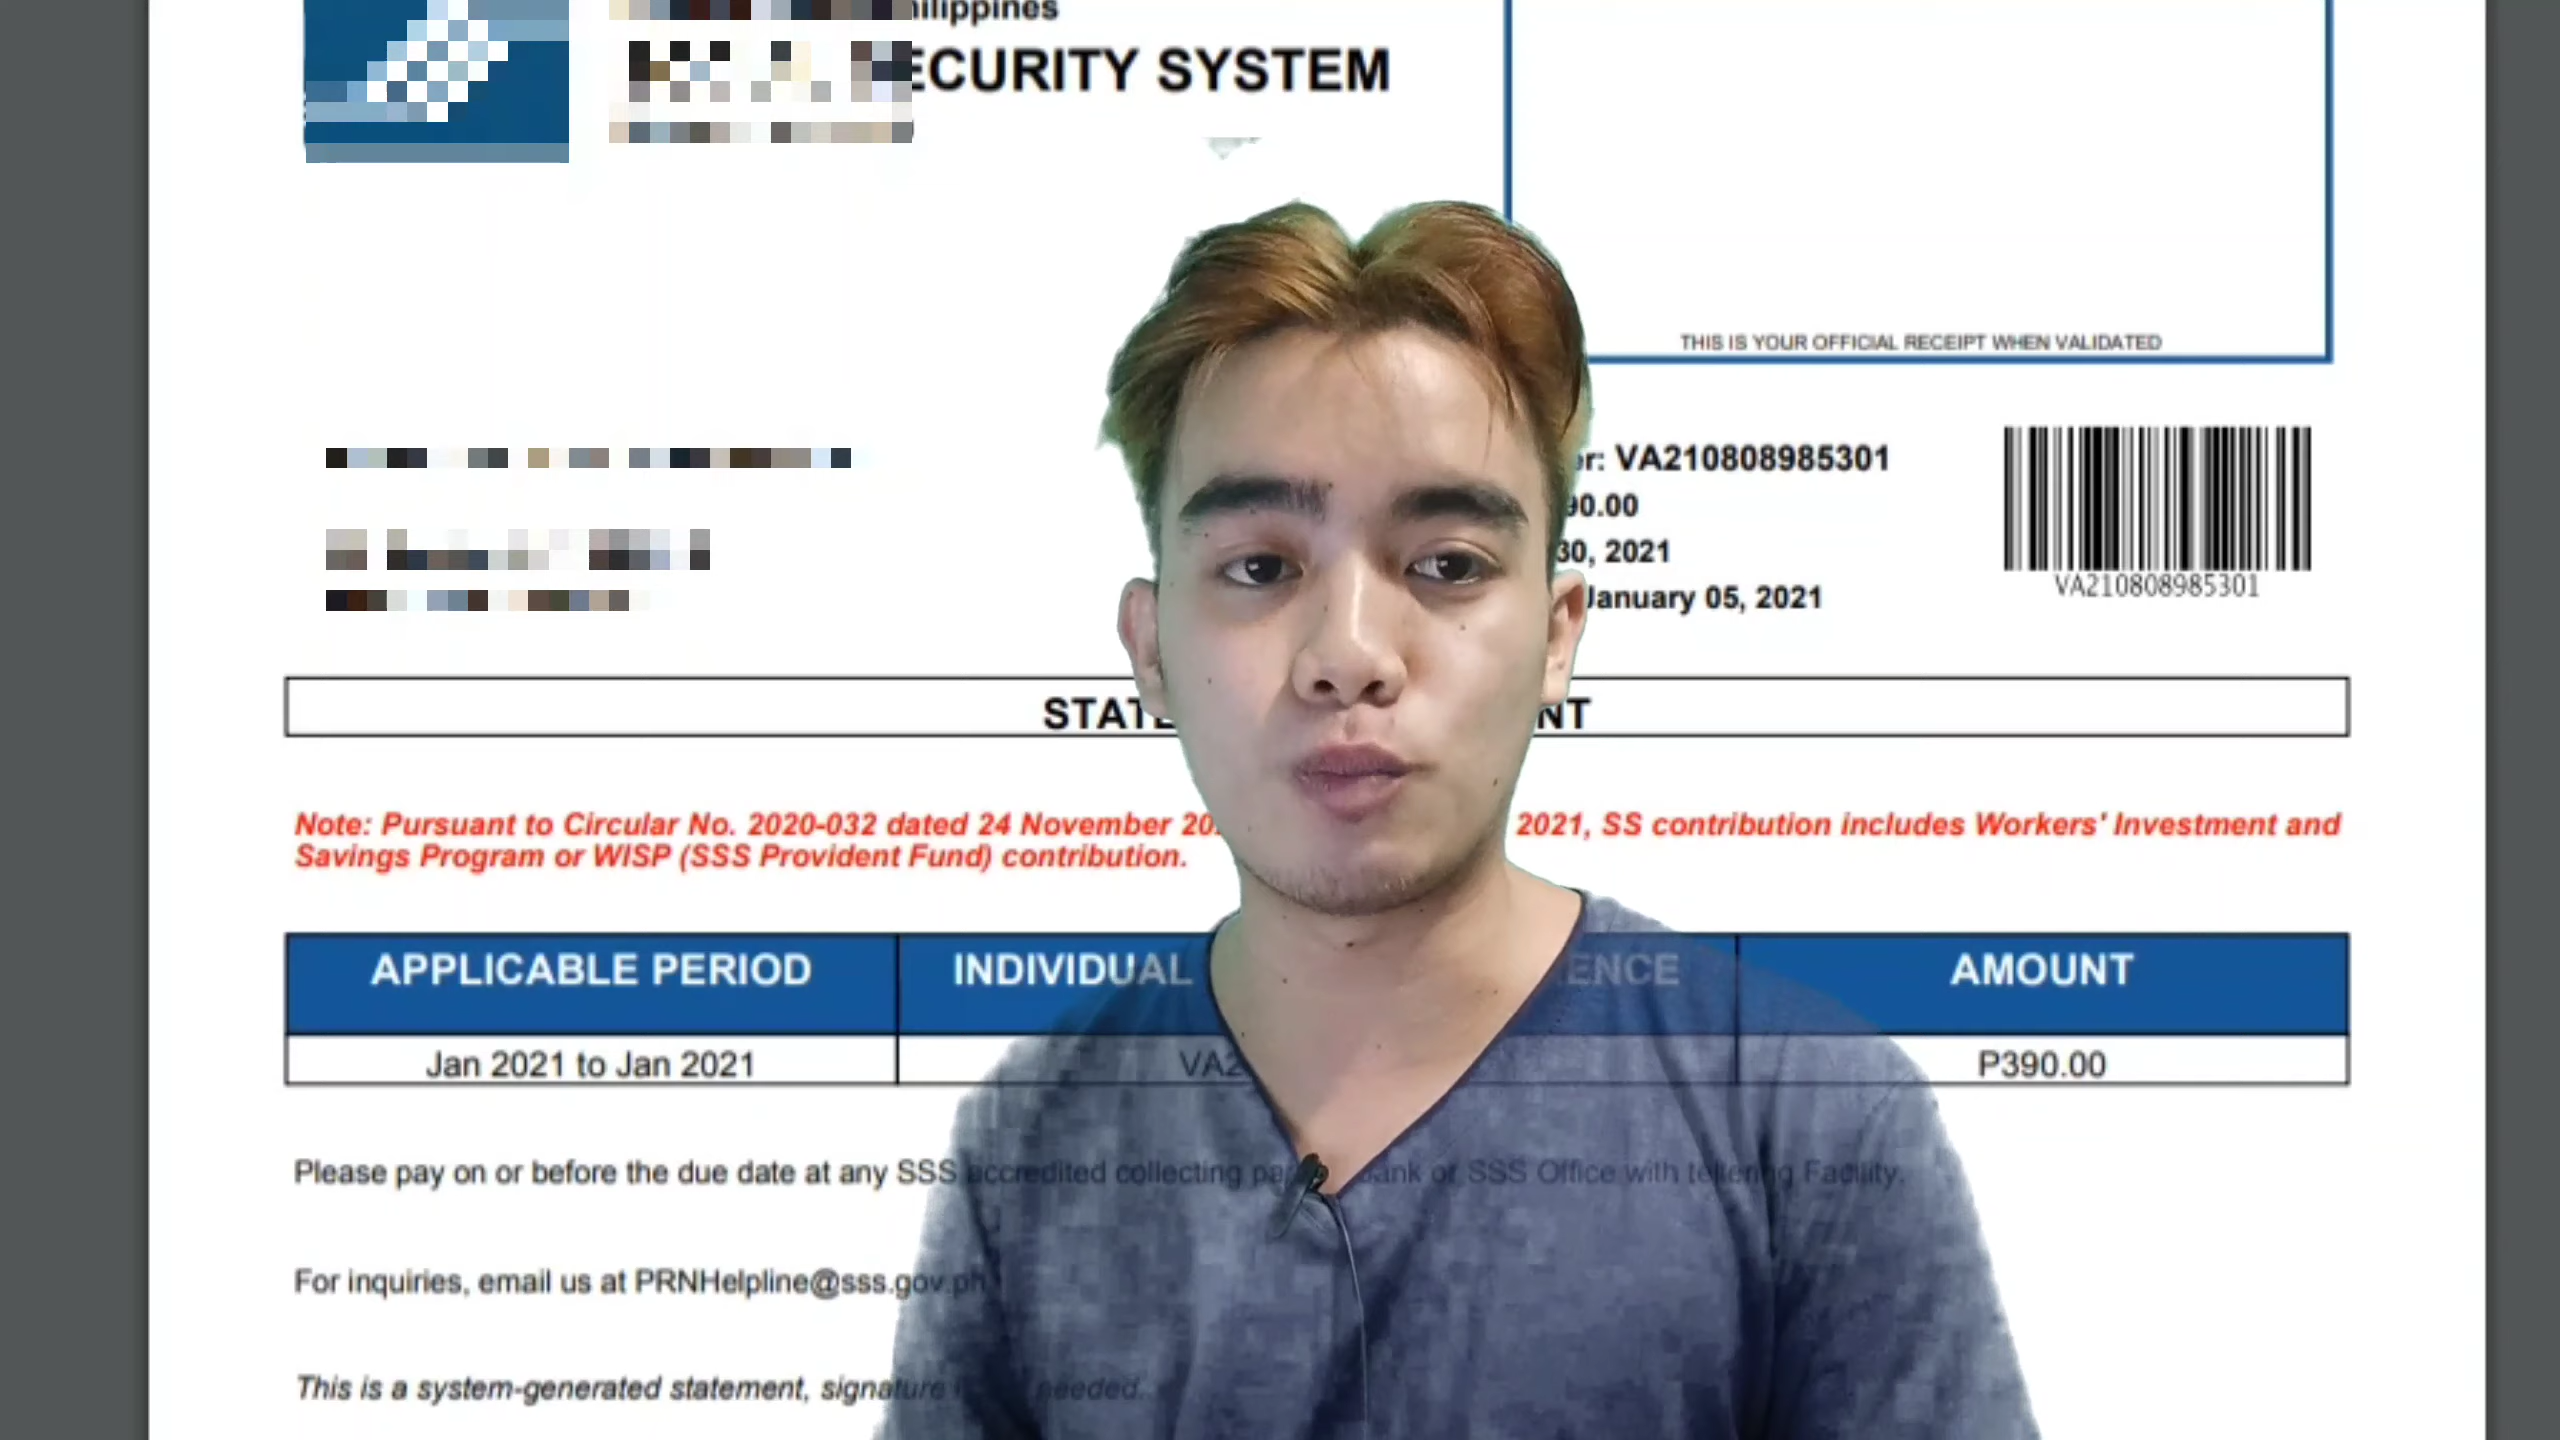 ilippines
ECURITY SYSTEM
THIS IS YOUR OFFICIAL RECEIPT WHEN VALIDATED
r: VA210808985301
90.00
30, 2021
January 05, 2021
VA210808985301
STATE NT
Note: Pursuant to Circular No. 2020-032 dated 24 November 20 2021, SS contribution includes Workers' Investment and
Savings Program or WISP (SSS Provident Fund) contribution.
APPLICABLE PERIOD INDIVIDUAL ENCE AMOUNT
Jan 2021 to Jan 2021 VA2 P390.00
Please pay on or before the due date at any SSS accredited collecting pa ank or SSS Office with tellering Facility.
For inquiries, email us at PRNHelpline@sss.gov.ph
This is a system-generated statement, signature needed.